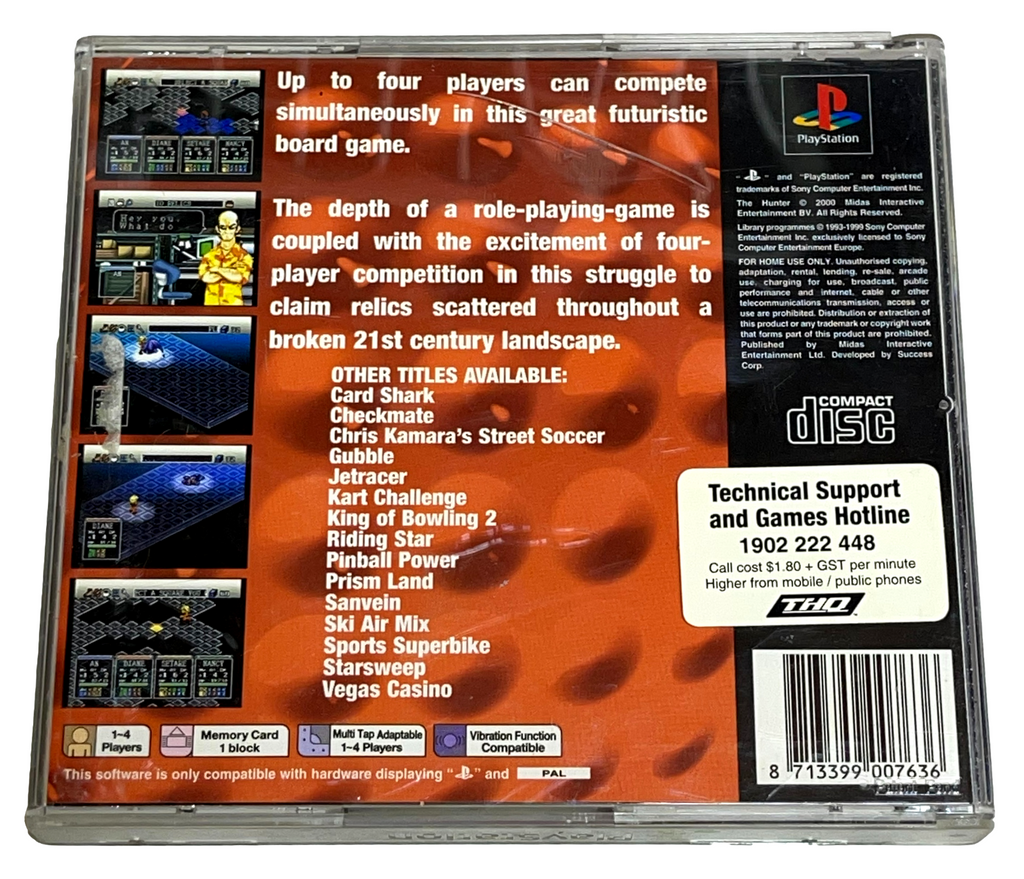 Up to four players can compete
simultaneously in this great futuristic
board game.
The depth of a role-playing-game is
coupled with the excitement of four-
player competition in this struggle to
claim relics scattered throughout a
broken 21st century landscape.
OTHER TITLES AVAILABLE:
Card Shark
Checkmate
Chris Kamara's Street Soccer
Gubble
Jetracer
Kart Challenge
King of Bowling 2
Riding Star
Pinball Power
Prism Land
Sanvein
Ski Air Mix
Sports Superbike
Starsweep
Vegas Casino
1~4
Players
Memory Card
1 block
Multi Tap Adaptable
1~4 Players
Vibration Function
Compatible
This software is only compatible with hardware displaying " " and PAL
SELECT A SQUARE
AN DIANE SETARE NANCY
Hey you.
What do
AN
DIANE
AN DIANE SETARE NANCY
PlayStation
" " and "PlayStation" are registered
trademarks of Sony Computer Entertainment Inc.
The Hunter © 2000 Midas Interactive
Entertainment BV. All Rights Reserved.
Library programmes © 1993-1999 Sony Computer
Entertainment Inc. exclusively licensed to Sony
Computer Entertainment Europe.
FOR HOME USE ONLY. Unauthorised copying,
adaptation, rental, lending, re-sale, arcade
use, charging for use, broadcast, public
performance and internet, cable or other
telecommunications transmission, access or
use are prohibited. Distribution or extraction of
this product or any trademark or copyright work
that forms part of this product are prohibited.
Published by Midas Interactive
Entertainment Ltd. Developed by Success
Corp.
COMPACT
disc
Technical Support
and Games Hotline
1902 222 448
Call cost $1.80 + GST per minute
Higher from mobile / public phones
THQ
8 713399 007636
PlayStation